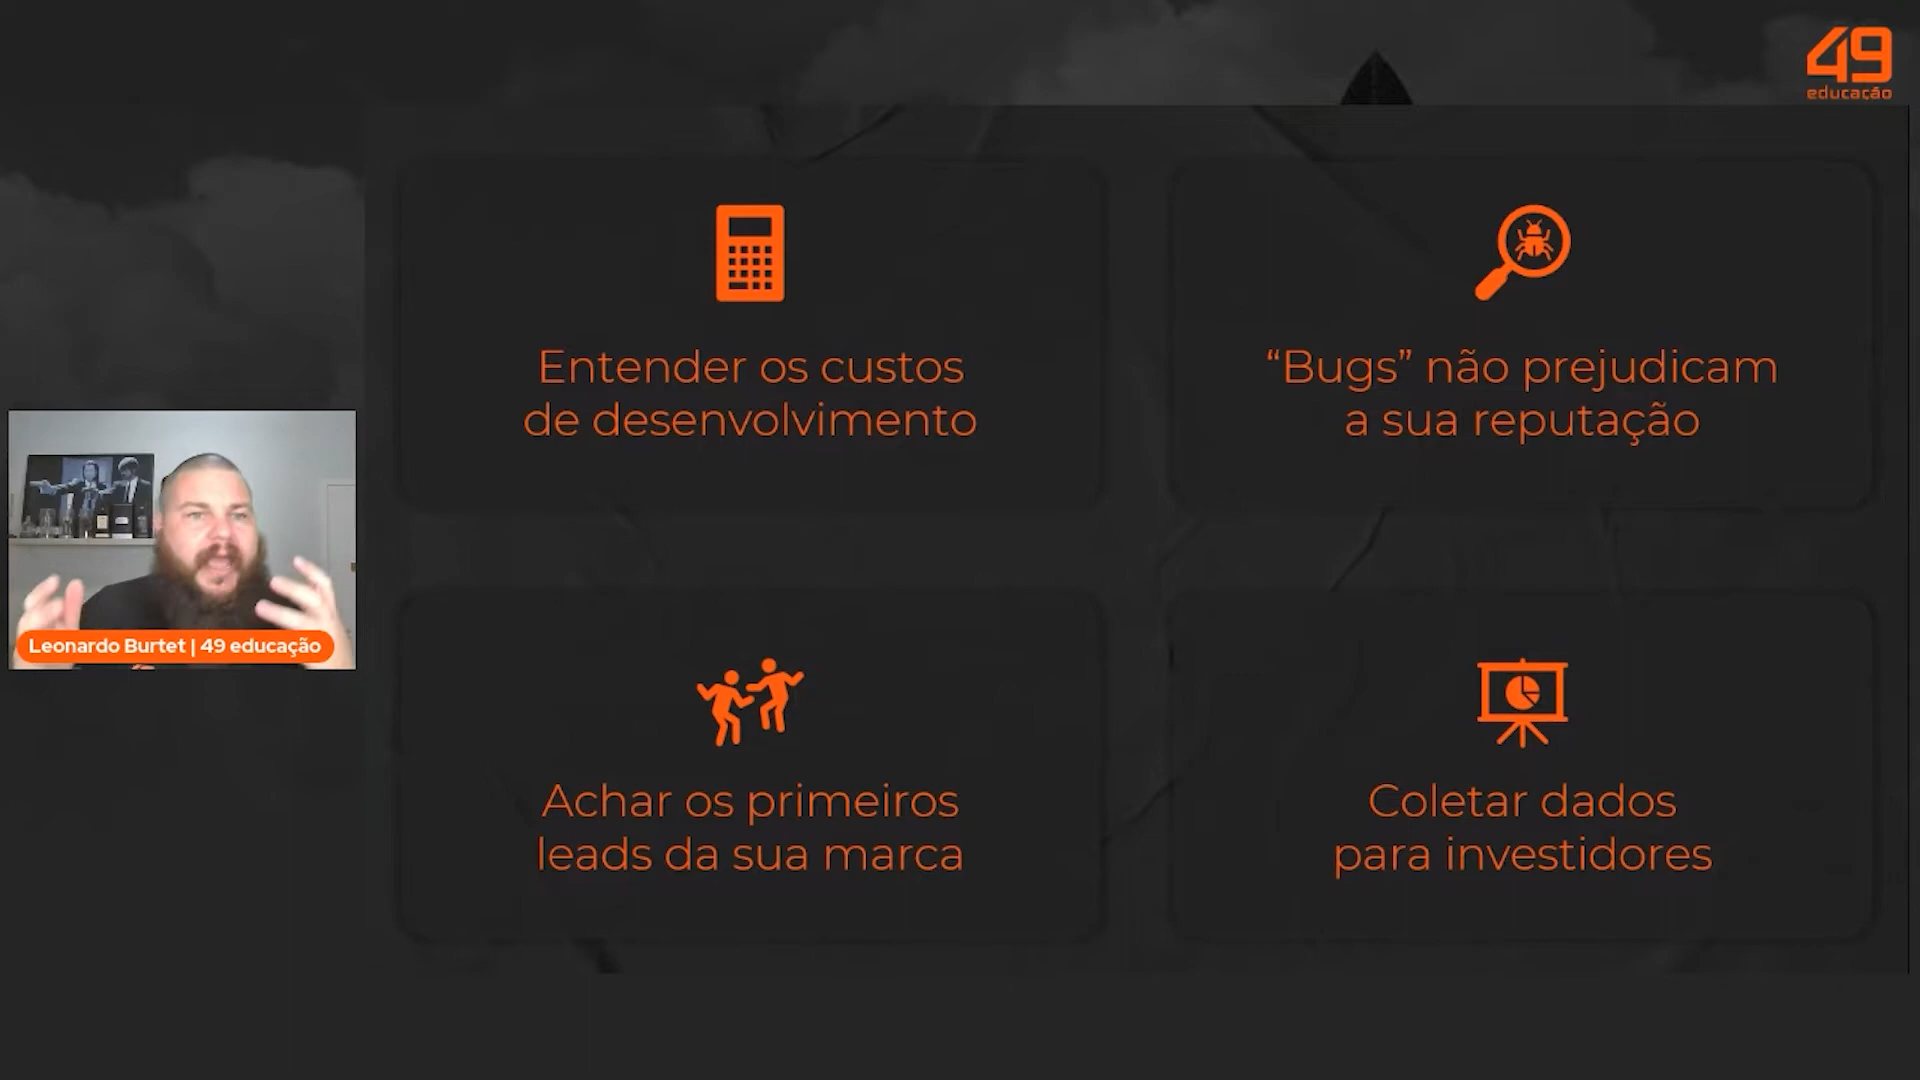 49
educação
Entender os custos
de desenvolvimento
“Bugs” não prejudicam
a sua reputação
Leonardo Burtet | 49 educação
Achar os primeiros
leads da sua marca
Coletar dados
para investidores